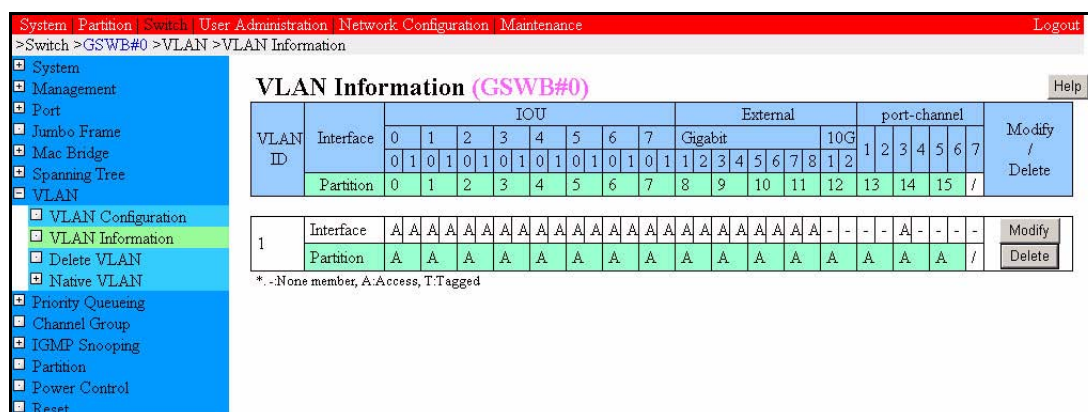 System | Partition | Switch | User Administration | Network Configuration | Maintenance Logout
>Switch >GSWB#0 >VLAN >VLAN Information
System
Management
Port
Jumbo Frame
Mac Bridge
Spanning Tree
VLAN
VLAN Configuration
VLAN Information
Delete VLAN
Native VLAN
Priority Queueing
Channel Group
IGMP Snooping
Partition
Power Control
Reset
VLAN Information (GSWB#0)
Help
VLAN ID Interface IOU External port-channel Modify / Delete
0 1 2 3 4 5 6 7 Gigabit 10G 1 2 3 4 5 6 7
0 1 0 1 0 1 0 1 0 1 0 1 0 1 0 1 1 2 3 4 5 6 7 8 1 2
Partition 0 1 2 3 4 5 6 7 8 9 10 11 12 13 14 15 /
1 Interface A A A A A A A A A A A A A A A A A A A A A A A A - - - - A - - - - Modify
Partition A A A A A A A A A A A A A A A A / Delete
*. -:None member, A:Access, T:Tagged